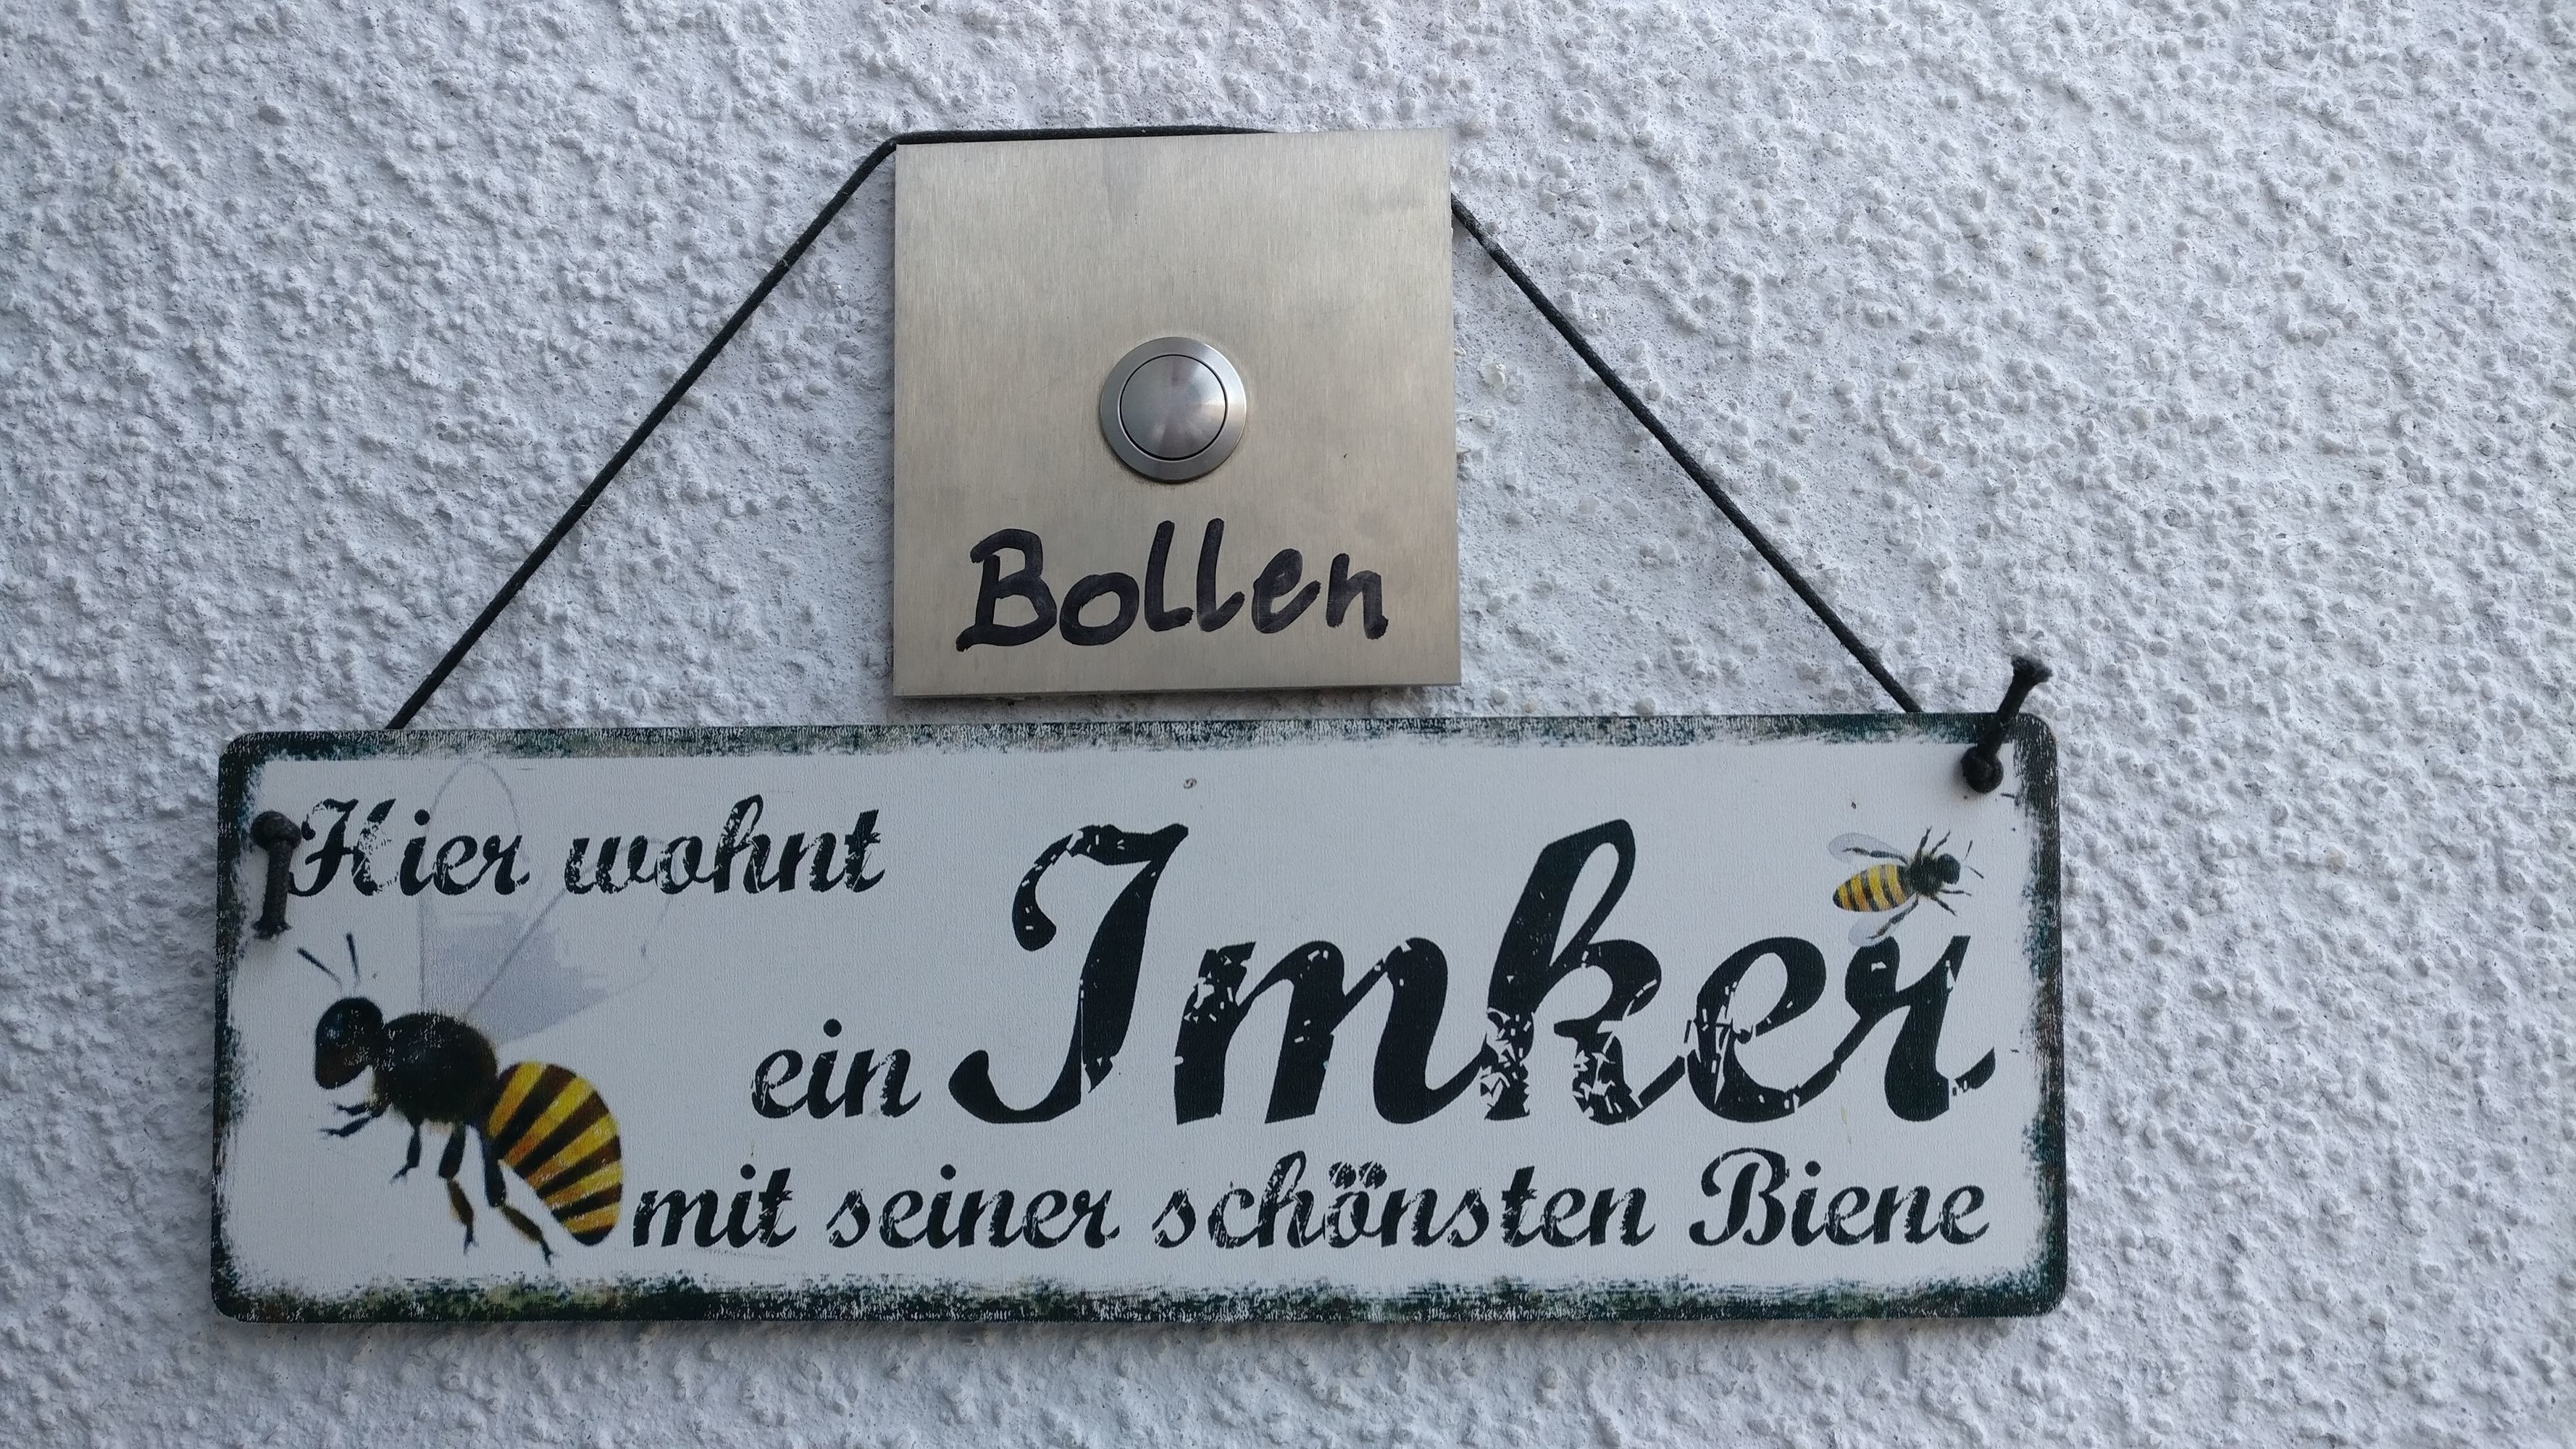 Bollen
Hier wohnt
ein Imker
mit seiner schönsten Biene